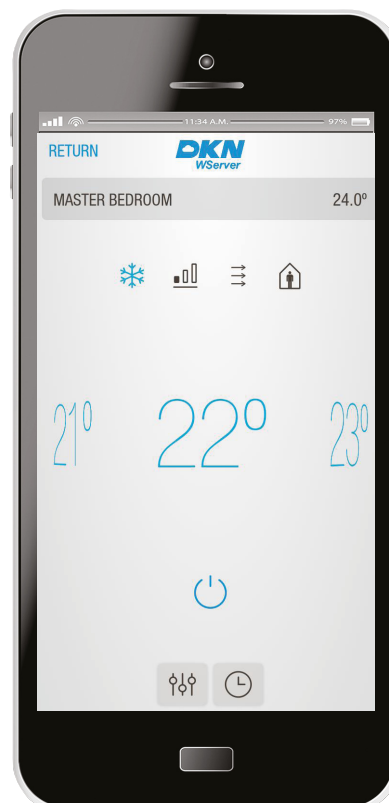 11:34 A.M.
97%
RETURN
DKN
WServer
MASTER BEDROOM
24.0º
21º
22º
23º